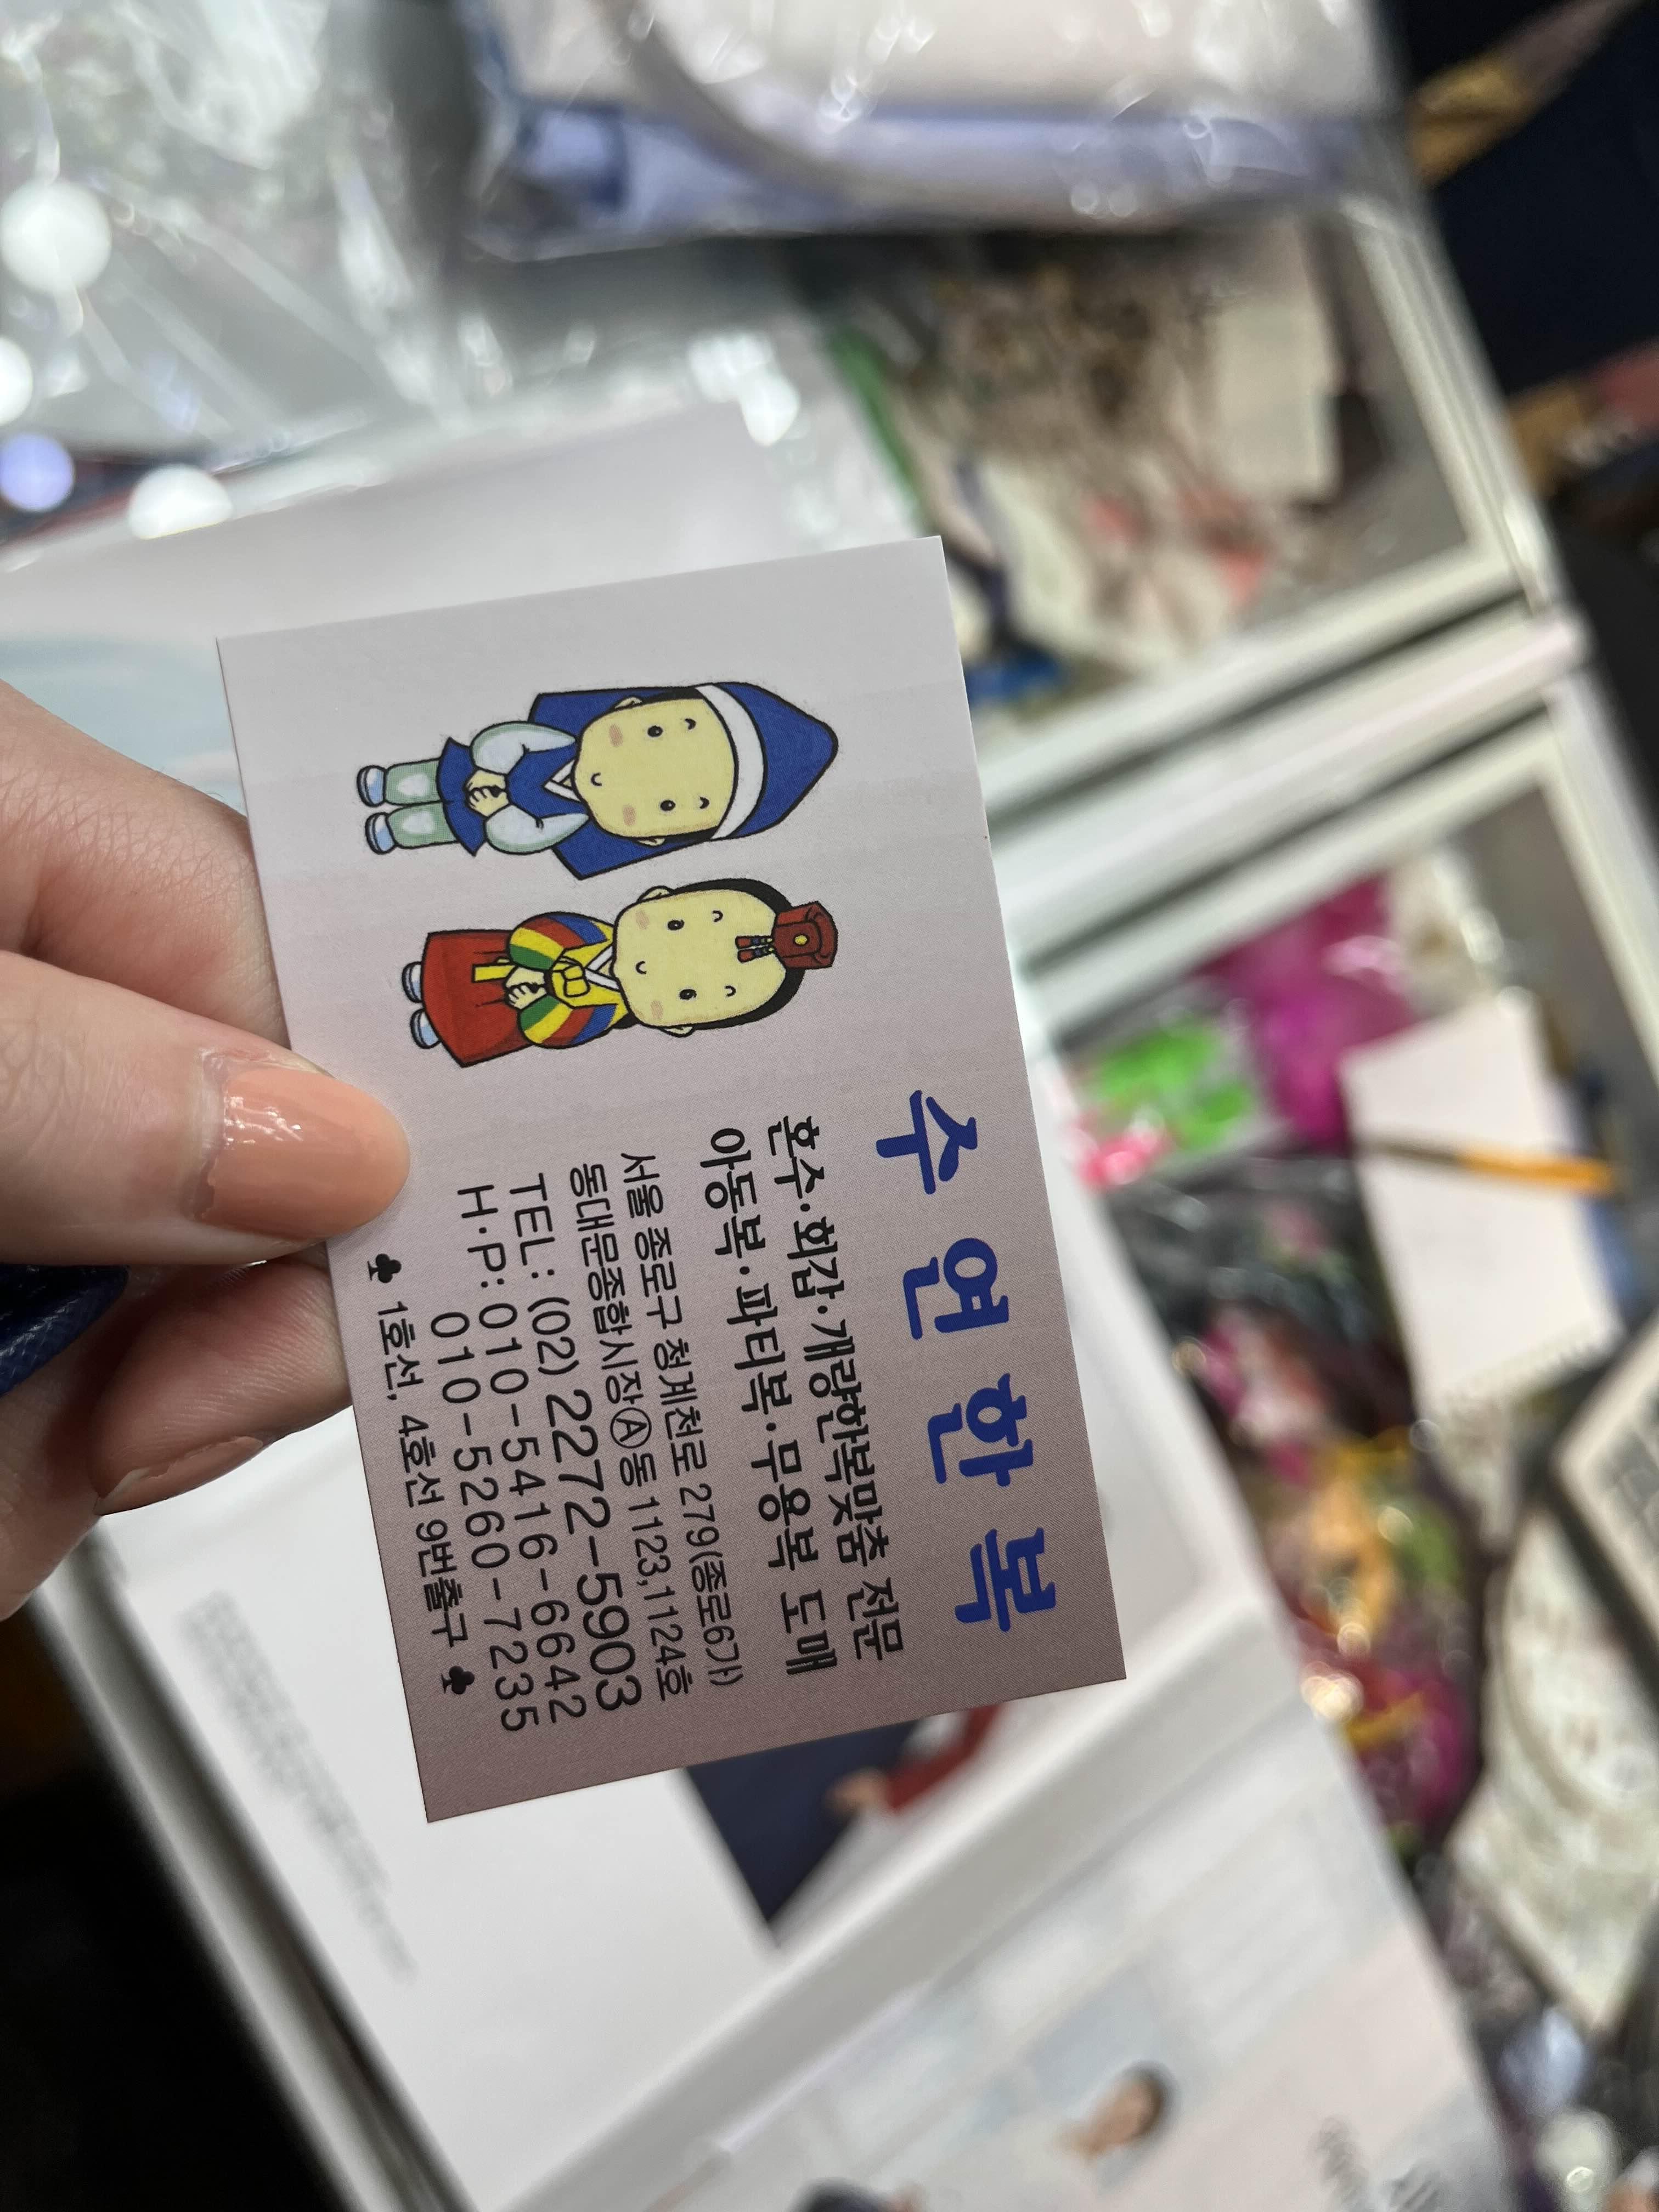 수연한복
혼수·회갑·개량한복맞춤 전문
아동복·파티복·무용복 도매
서울 종로구 청계천로 279(종로6가)
동대문종합시장Ⓐ동 1123,1124호
TEL: (02) 2272-5903
H·P: 010-5416-6642
010-5260-7235
♣ 1호선, 4호선 9번출구 ♣